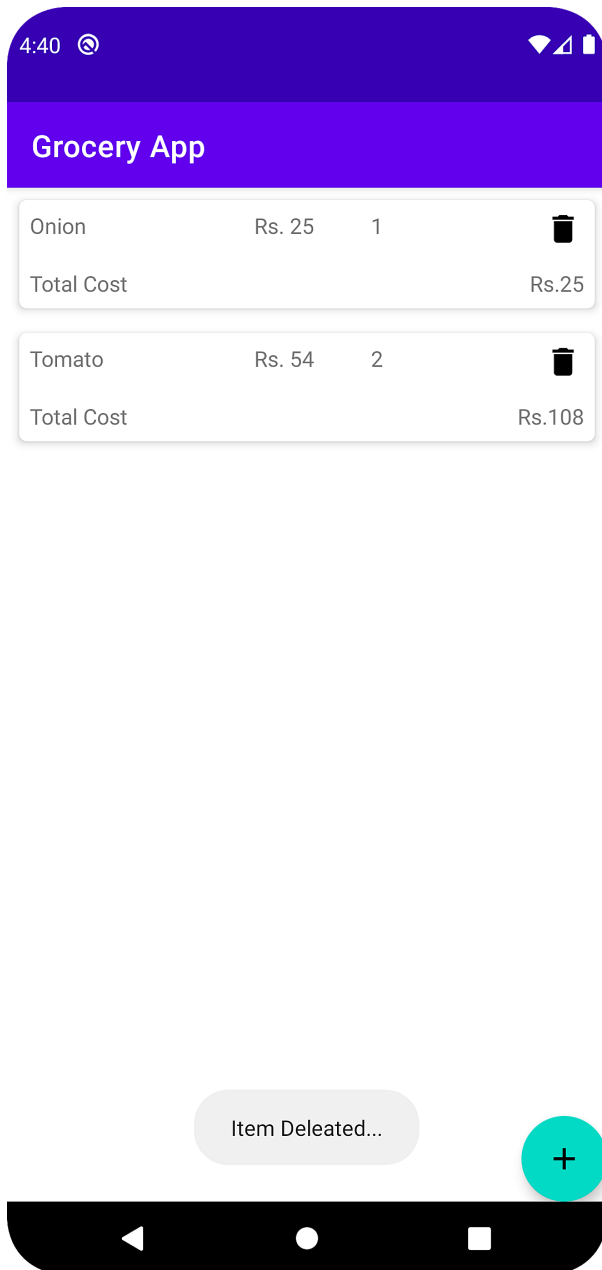 4:40
Grocery App
Onion Rs. 25 1
Total Cost Rs.25
Tomato Rs. 54 2
Total Cost Rs.108
Item Deleated...